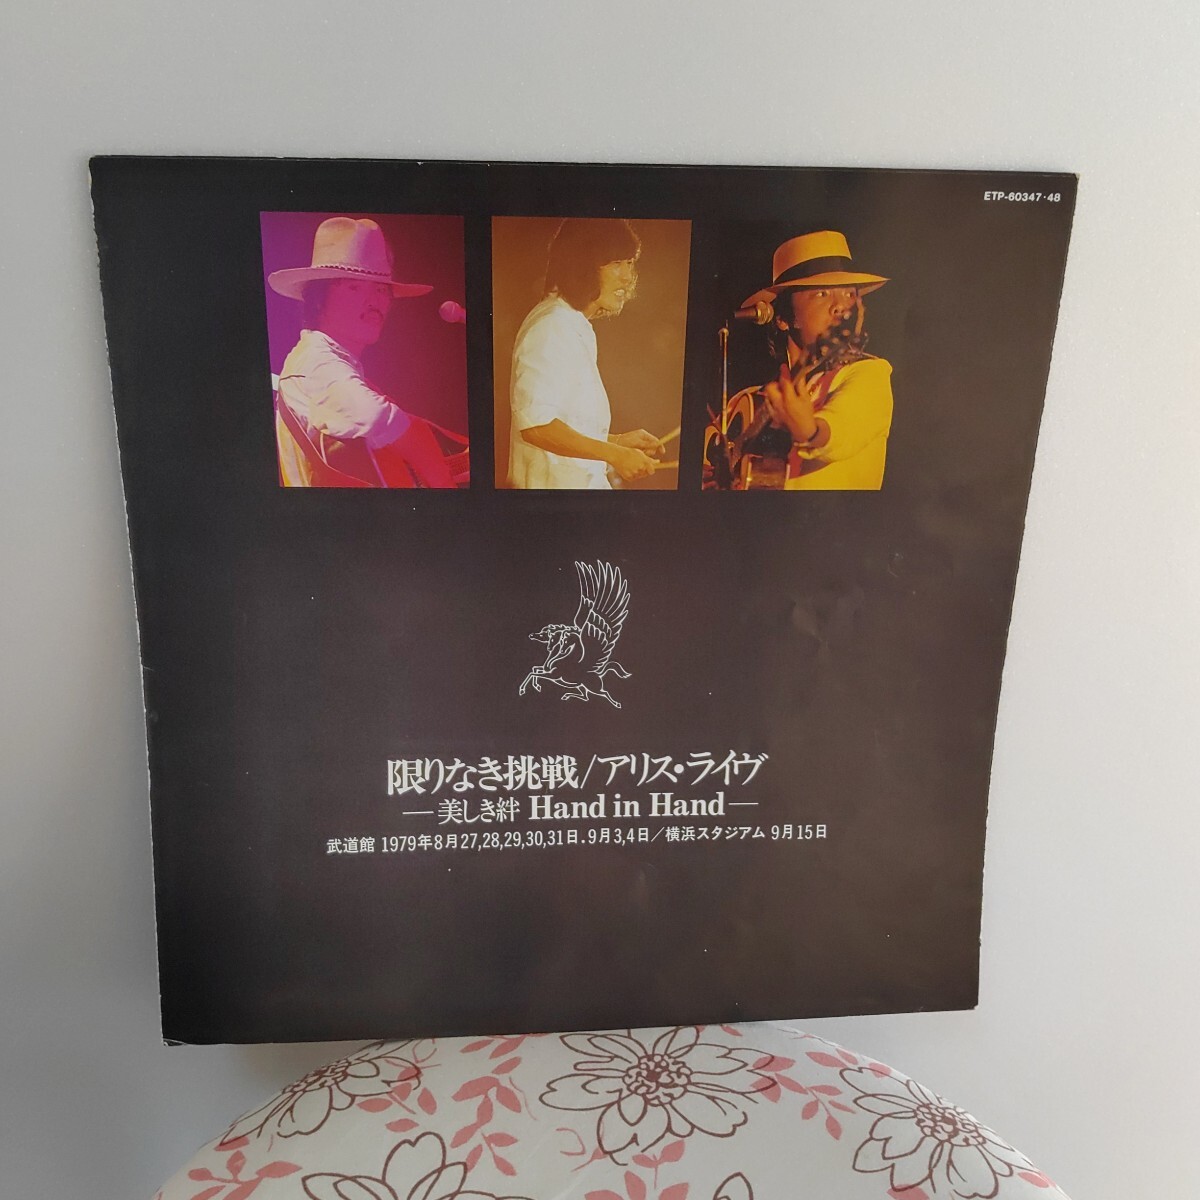 ETP-60347·48
限りなき挑戦/アリス・ライヴ
—美しき絆 Hand in Hand—
武道館 1979年8月27,28,29,30,31日.9月3,4日/横浜スタジアム 9月15日